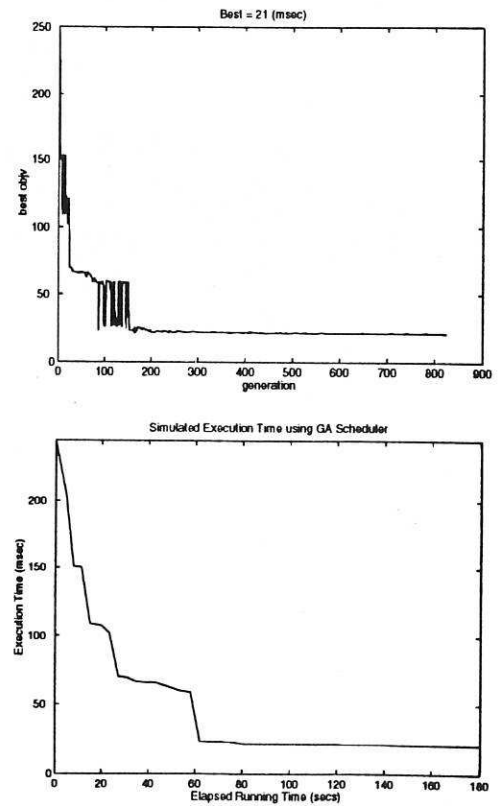 Best = 21 (msec)
250
200
150
100
50
0
best objv
0 100 200 300 400 500 600 700 800 900
generation
Simulated Execution Time using GA Scheduler
200
150
100
50
0
Execution Time (msec)
0 20 40 60 80 100 120 140 160 180
Elapsed Running Time (secs)